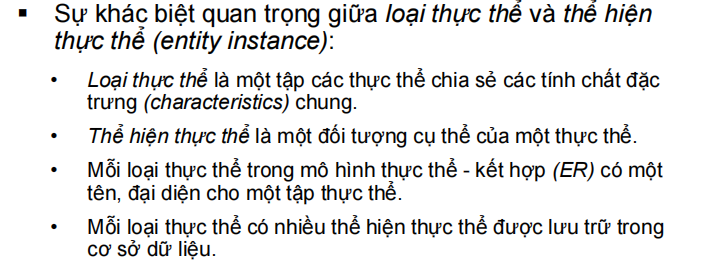 ▪ Sự khác biệt quan trọng giữa loại thực thể và thể hiện
thực thể (entity instance):
• Loại thực thể là một tập các thực thể chia sẻ các tính chất đặc
trưng (characteristics) chung.
• Thể hiện thực thể là một đối tượng cụ thể của một thực thể.
• Mỗi loại thực thể trong mô hình thực thể - kết hợp (ER) có một
tên, đại diện cho một tập thực thể.
• Mỗi loại thực thể có nhiều thể hiện thực thể được lưu trữ trong
cơ sở dữ liệu.